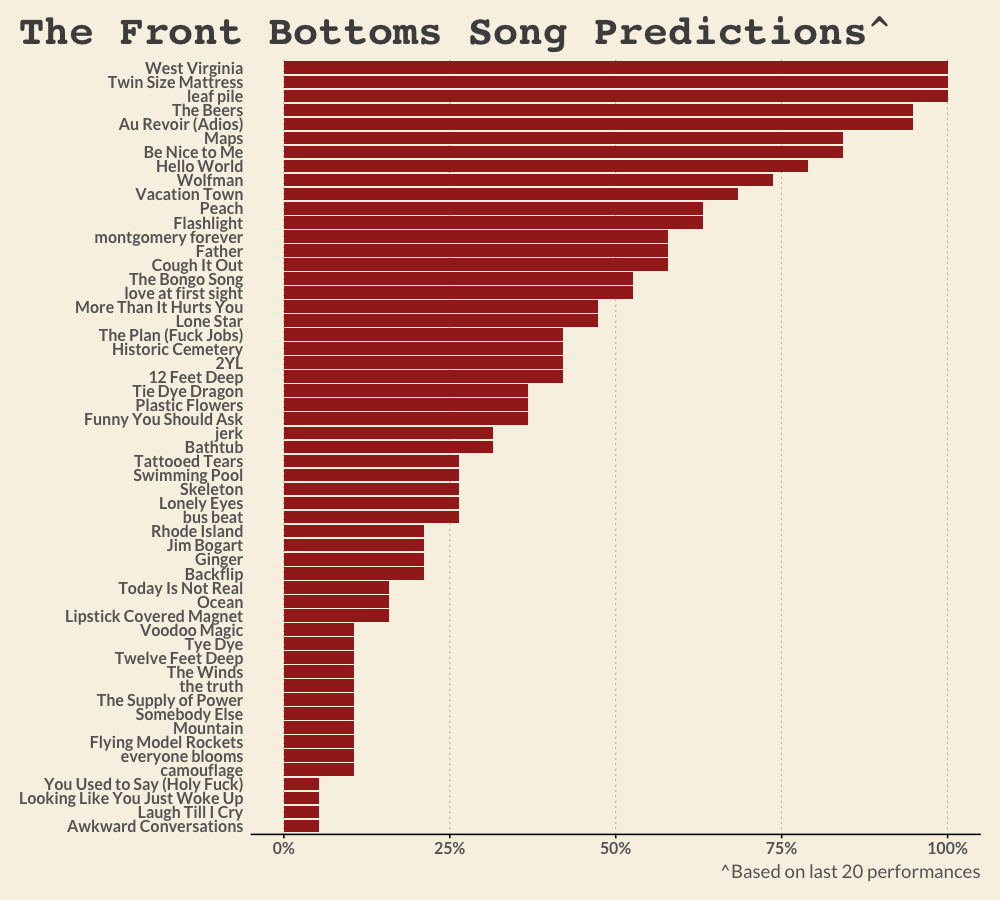 The Front Bottoms Song Predictions^
West Virginia
Twin Size Mattress
leaf pile
The Beers
Au Revoir (Adios)
Maps
Be Nice to Me
Hello World
Wolfman
Vacation Town
Peach
Flashlight
montgomery forever
Father
Cough It Out
The Bongo Song
love at first sight
More Than It Hurts You
Lone Star
The Plan (Fuck Jobs)
Historic Cemetery
2YL
12 Feet Deep
Tie Dye Dragon
Plastic Flowers
Funny You Should Ask
jerk
Bathtub
Tattooed Tears
Swimming Pool
Skeleton
Lonely Eyes
bus beat
Rhode Island
Jim Bogart
Ginger
Backflip
Today Is Not Real
Ocean
Lipstick Covered Magnet
Voodoo Magic
Tye Dye
Twelve Feet Deep
The Winds
the truth
The Supply of Power
Somebody Else
Mountain
Flying Model Rockets
everyone blooms
camouflage
You Used to Say (Holy Fuck)
Looking Like You Just Woke Up
Laugh Till I Cry
Awkward Conversations
0% 25% 50% 75% 100%
^Based on last 20 performances